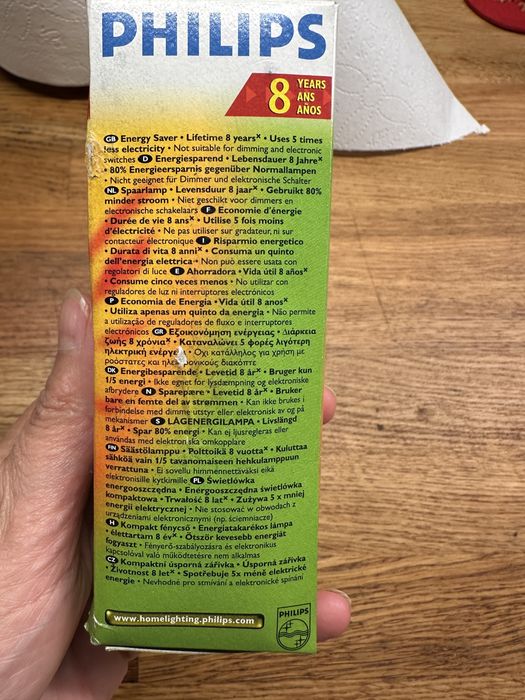 PHILIPS
8 YEARS
ANS
AÑOS
GB Energy Saver • Lifetime 8 years× • Uses 5 times
less electricity • Not suitable for dimming and electronic
switches D Energiesparend • Lebensdauer 8 Jahre×
• 80% Energieersparnis gegenüber Normallampen
• Nicht geeignet für Dimmer und elektronische Schalter
NL Spaarlamp • Levensduur 8 jaar× • Gebruikt 80%
minder stroom • Niet geschikt voor dimmers en
elektronische schakelaars F Economie d'énergie
• Durée de vie 8 ans× • Utilise 5 fois moins
d'électricité • Ne pas utiliser sur gradateur, ni sur
contacteur électronique I Risparmio energetico
• Durata di vita 8 anni× • Consuma un quinto
dell'energia elettrica • Non può essere usata con
regolatori di luce E Ahorradora • Vida útil 8 años×
• Consume cinco veces menos • No utilizar con
reguladores de luz ni interruptores electrónicos
P Economia de Energia • Vida útil 8 anos×
• Utiliza apenas um quinto da energia • Não permite
a utilização de reguladores de fluxo e interruptores
electrónicos GR Εξοικονόμηση ενέργειας • Διάρκεια
ζωής 8 χρόνια× • Καταναλώνει 5 φορές λιγότερη
ηλεκτρική ενέργεια • Οχι κατάλληλος για χρήση με
ροοστάτες και ηλεκτρονικούς διακόπτε
DK Energibesparende • Levetid 8 år× • Bruger kun
1/5 energi • Ikke egnet for lysdæmpning og elektroniske
afbrydere N Sparepære • Levetid 8 år× • Bruker
bare en femte del av strømmen • Kan ikke brukes i
forbindelse med dimme utstyr eller elektronisk av og på
mekanismer S LÅGENERGILAMPA • Livslängd
8 år× • Spar 80% energi • Kan ej ljusregleras eller
användas med elektroniska omkopplare
FIN Säästölamppu • Polttoikä 8 vuotta× • Kuluttaa
sähköä vain 1/5 tavanomaiseen hehkulamppuun
verrattuna • Ei sovellu himmennettäväksi eikä
elektronisille kytkimille PL Świetlówka
energooszczędna • Energooszczędna świetlówka
kompaktowa • Trwałość 8 lat× • Zużywa 5 x mniej
energii elektrycznej • Nie stosować w obwodach z
urządzeniami elektronicznymi (np. ściemniacze)
H Kompakt fénycső • Energiatakarékos lámpa
• élettartam 8 év× • Ötször kevesebb energiát
fogyaszt • Fényerő-szabályozásra és elektronikus
kapcsolóval való működtetésre nem alkalmas
CZ Kompaktní úsporná zářivka • Úsporná zářivka
• Životnost 8 let× • Spotřebuje 5x méně elektrické
energie • Nevhodné pro stmívání a elektronické spínání
www.homelighting.philips.com
PHILIPS